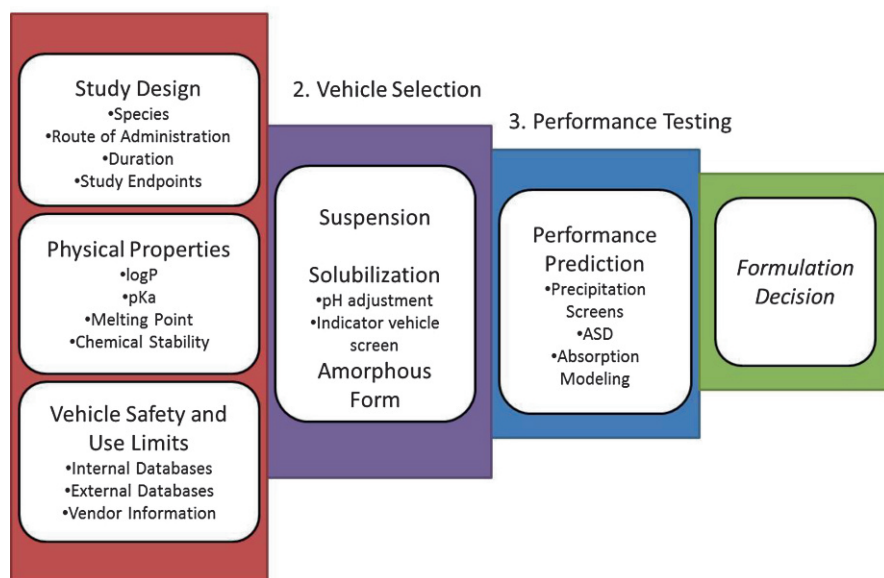 Study Design
•Species
•Route of Administration
•Duration
•Study Endpoints
Physical Properties
•logP
•pKa
•Melting Point
•Chemical Stability
Vehicle Safety and
Use Limits
•Internal Databases
•External Databases
•Vendor Information
2. Vehicle Selection
Suspension
Solubilization
•pH adjustment
•Indicator vehicle
screen
Amorphous
Form
3. Performance Testing
Performance
Prediction
•Precipitation
Screens
•ASD
•Absorption
Modeling
Formulation
Decision